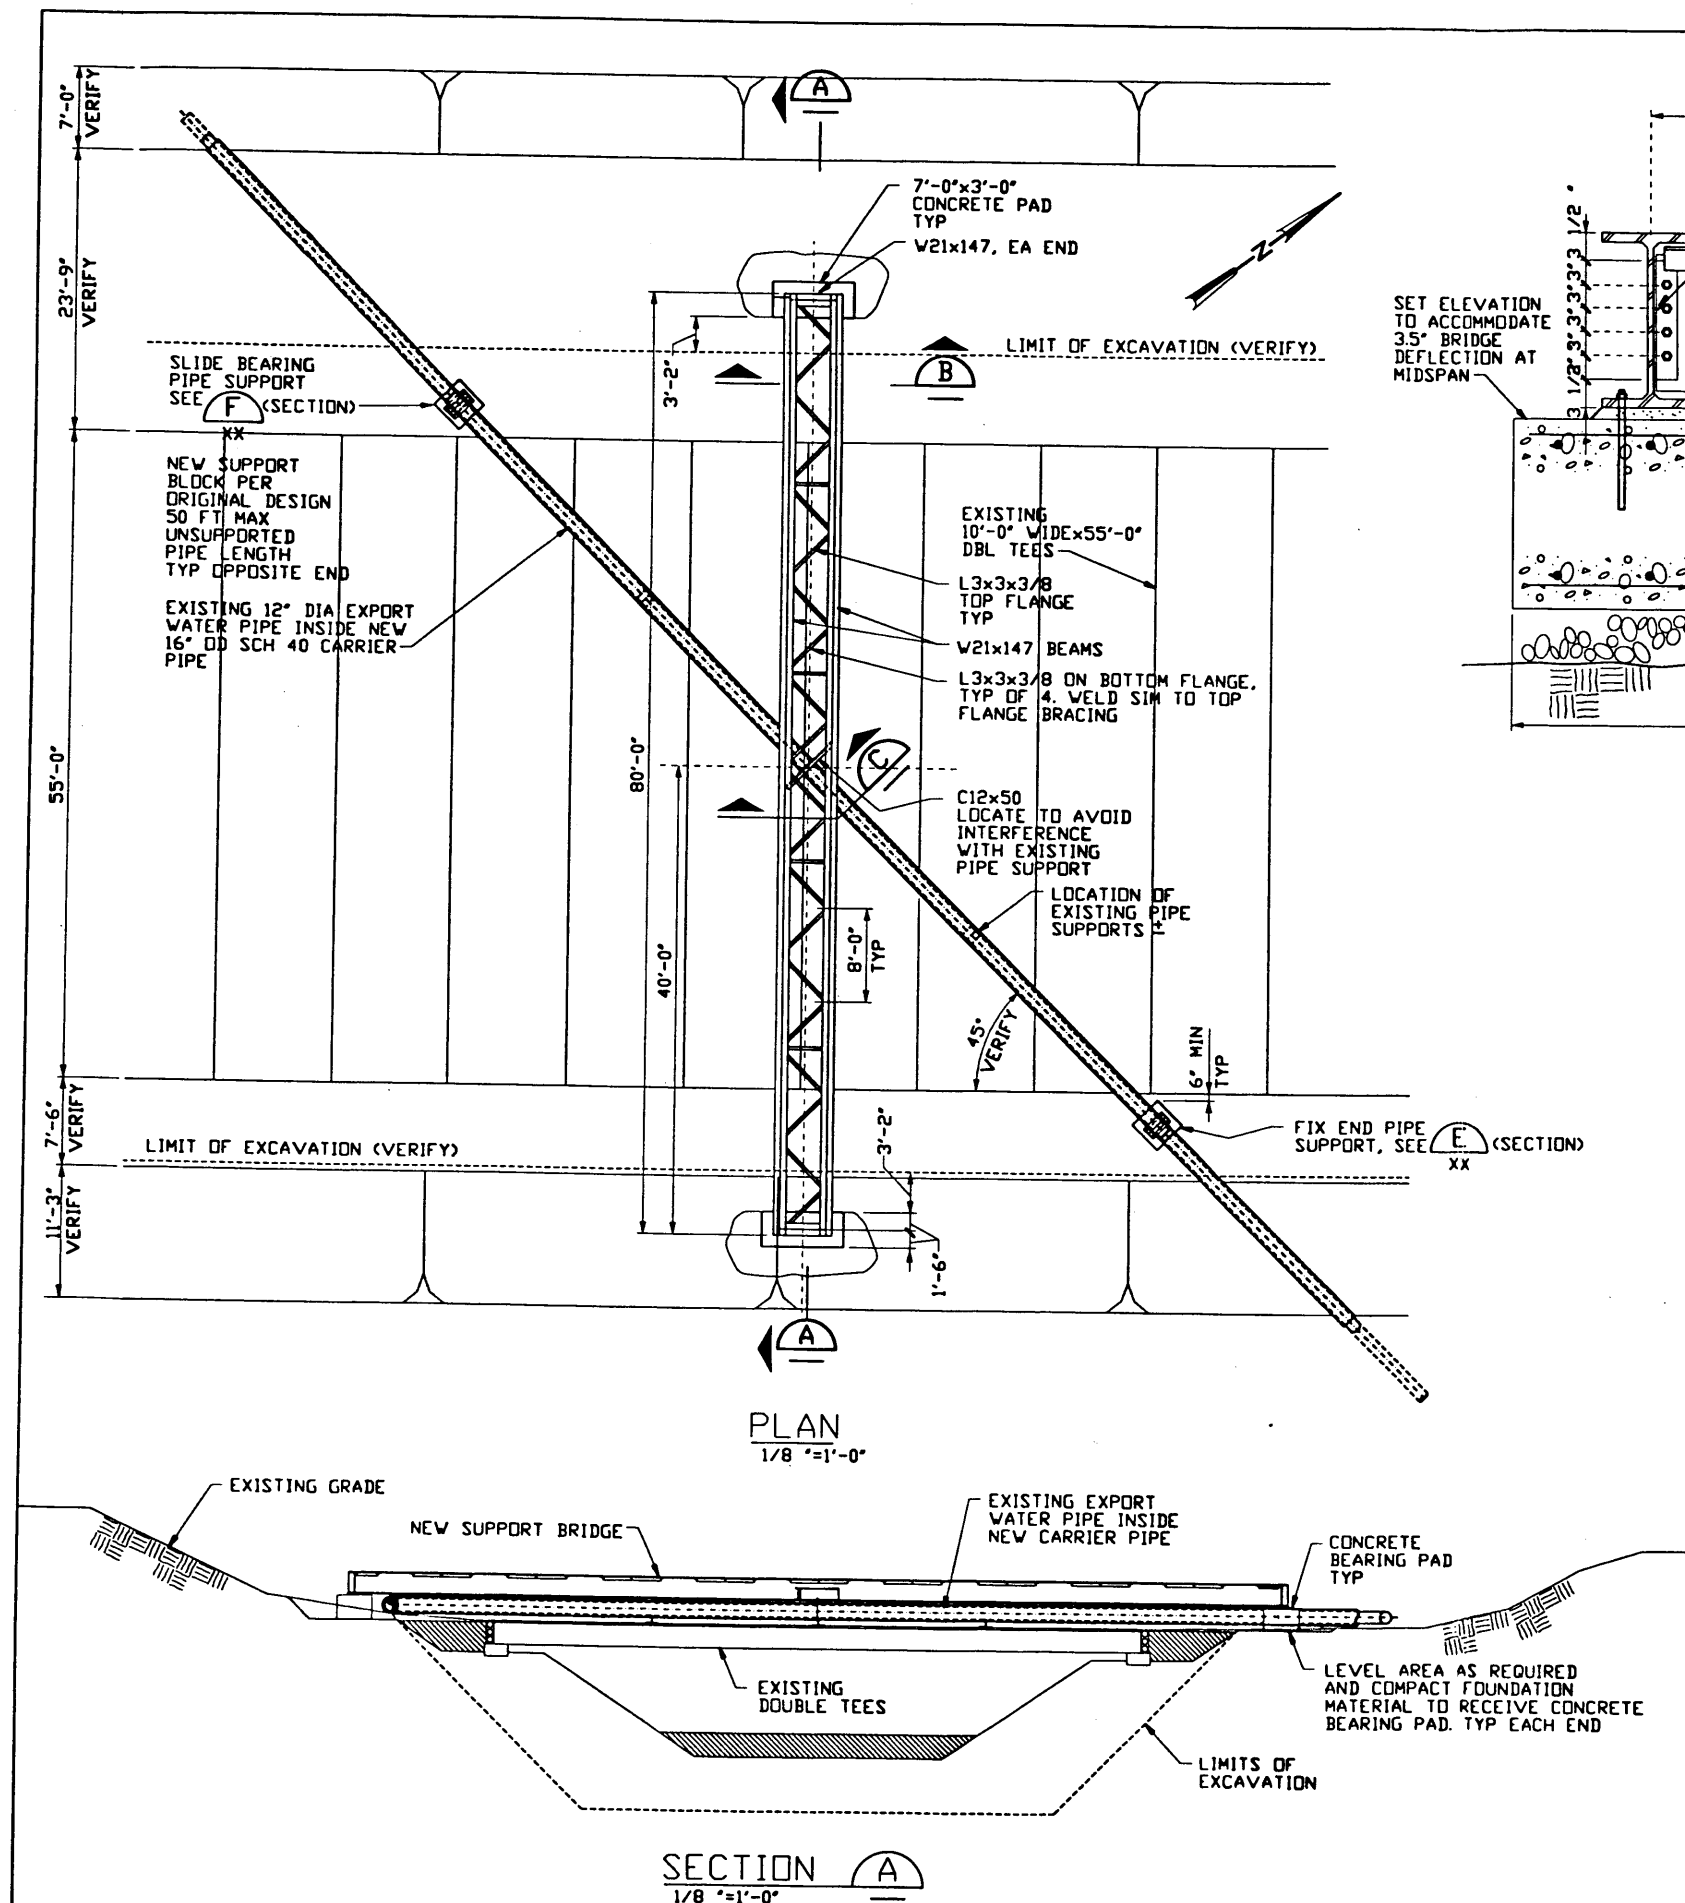 7'-0"
VERIFY
23'-9"
VERIFY
55'-0"
7'-6"
VERIFY
11'-3"
VERIFY
A
7'-0"x3'-0"
CONCRETE PAD
TYP
W21x147, EA END
N
LIMIT OF EXCAVATION (VERIFY)
B
3'-2"
SLIDE BEARING
PIPE SUPPORT
SEE F (SECTION)
XX
NEW SUPPORT
BLOCK PER
ORIGINAL DESIGN
50 FT MAX
UNSUPPORTED
PIPE LENGTH
TYP OPPOSITE END
EXISTING 12" DIA EXPORT
WATER PIPE INSIDE NEW
16" OD SCH 40 CARRIER
PIPE
EXISTING
10'-0" WIDEx55'-0"
DBL TEES
L3x3x3/8
TOP FLANGE
TYP
W21x147 BEAMS
L3x3x3/8 ON BOTTOM FLANGE,
TYP OF 4. WELD SIM TO TOP
FLANGE BRACING
80'-0"
40'-0"
C
C12x50
LOCATE TO AVOID
INTERFERENCE
WITH EXISTING
PIPE SUPPORT
LOCATION OF
EXISTING PIPE
SUPPORTS ±
8'-0"
TYP
45°
VERIFY
6" MIN
TYP
FIX END PIPE
SUPPORT, SEE E (SECTION)
XX
LIMIT OF EXCAVATION (VERIFY)
3'-2"
1'-6"
A
SET ELEVATION
TO ACCOMMODATE
3.5" BRIDGE
DEFLECTION AT
MIDSPAN
3 1/2" 3" 3" 3" 3" 3 1/2"
PLAN
1/8 "=1'-0"
EXISTING GRADE
NEW SUPPORT BRIDGE
EXISTING EXPORT
WATER PIPE INSIDE
NEW CARRIER PIPE
CONCRETE
BEARING PAD
TYP
EXISTING
DOUBLE TEES
LEVEL AREA AS REQUIRED
AND COMPACT FOUNDATION
MATERIAL TO RECEIVE CONCRETE
BEARING PAD. TYP EACH END
LIMITS OF
EXCAVATION
SECTION A
1/8 "=1'-0"